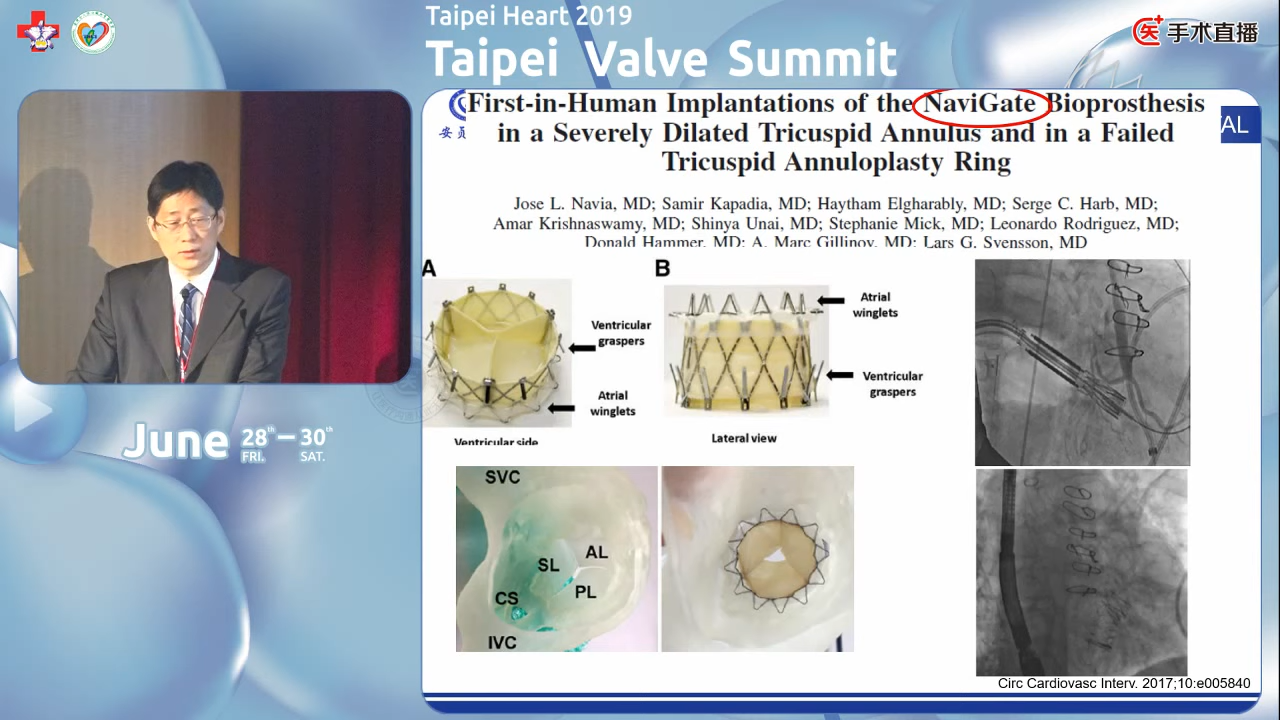 Taipei Heart 2019
Taipei Valve Summit
手术直播
First-in-Human Implantations of the NaviGate Bioprosthesis
in a Severely Dilated Tricuspid Annulus and in a Failed
Tricuspid Annuloplasty Ring
AL
Jose L. Navia, MD; Samir Kapadia, MD; Haytham Elgharably, MD; Serge C. Harb, MD;
Amar Krishnaswamy, MD; Shinya Unai, MD; Stephanie Mick, MD; Leonardo Rodriguez, MD;
Donald Hammer, MD; A. Marc Gillinov, MD; Lars G. Svensson, MD
A
Ventricular
graspers
Atrial
winglets
Ventricular side
B
Atrial
winglets
Ventricular
graspers
Lateral view
June 28th—30th
FRI. SAT.
SVC
AL
SL
PL
CS
IVC
Circ Cardiovasc Interv. 2017;10:e005840